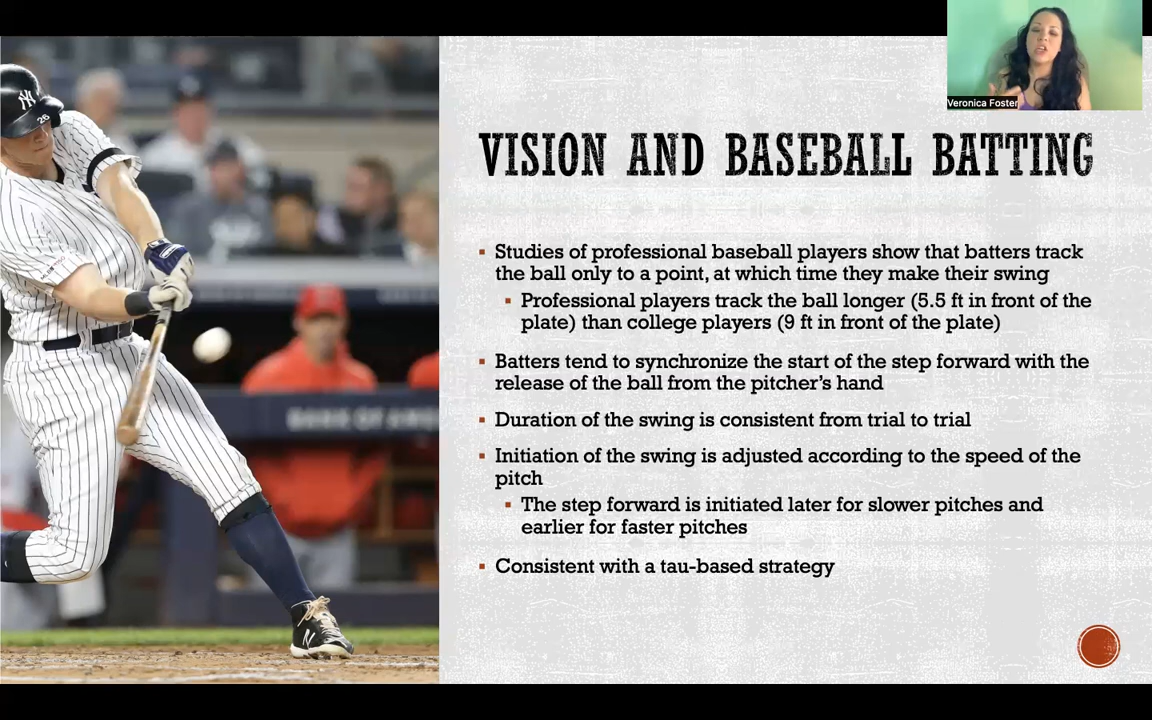 Veronica Foster
VISION AND BASEBALL BATTING
Studies of professional baseball players show that batters track
the ball only to a point, at which time they make their swing
Professional players track the ball longer (5.5 ft in front of the
plate) than college players (9 ft in front of the plate)
Batters tend to synchronize the start of the step forward with the
release of the ball from the pitcher's hand
Duration of the swing is consistent from trial to trial
Initiation of the swing is adjusted according to the speed of the
pitch
The step forward is initiated later for slower pitches and
earlier for faster pitches
Consistent with a tau-based strategy
NY
26
BANK OF AMER